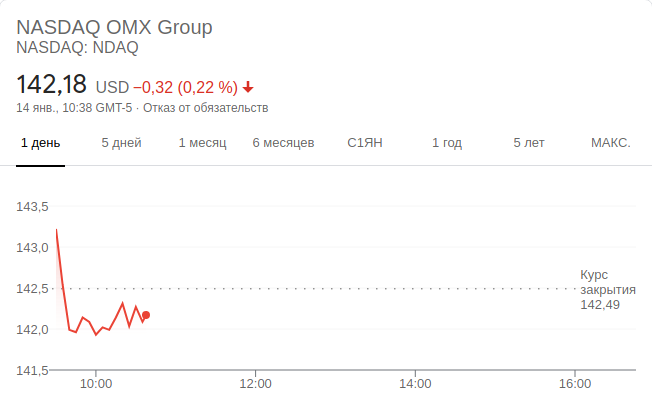 NASDAQ OMX Group
NASDAQ: NDAQ
142,18 USD −0,32 (0,22 %)
14 янв., 10:38 GMT-5 · Отказ от обязательств
1 день 5 дней 1 месяц 6 месяцев С1ЯН 1 год 5 лет МАКС.
143,5
143,0
142,5
142,0
141,5
Курс
закрытия
142,49
10:00 12:00 14:00 16:00